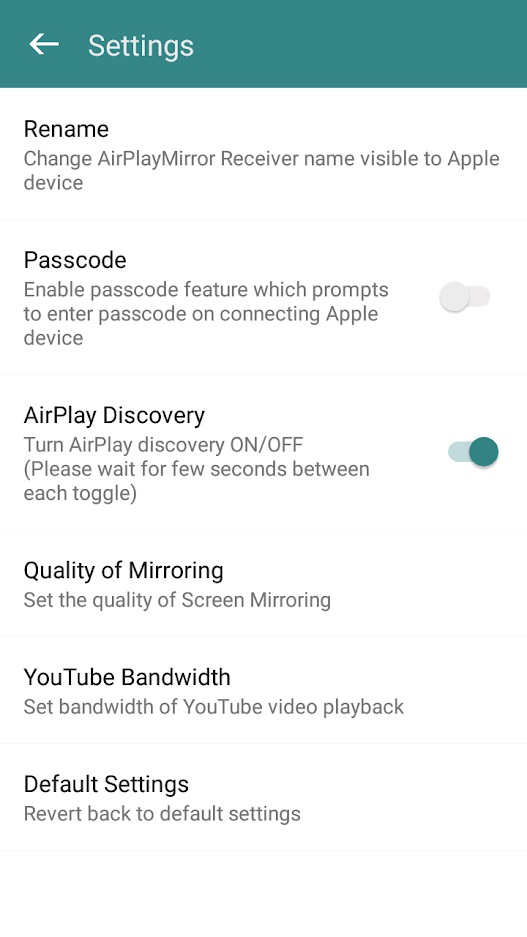 Settings
Rename
Change AirPlayMirror Receiver name visible to Apple
device
Passcode
Enable passcode feature which prompts
to enter passcode on connecting Apple
device
AirPlay Discovery
Turn AirPlay discovery ON/OFF
(Please wait for few seconds between
each toggle)
Quality of Mirroring
Set the quality of Screen Mirroring
YouTube Bandwidth
Set bandwidth of YouTube video playback
Default Settings
Revert back to default settings